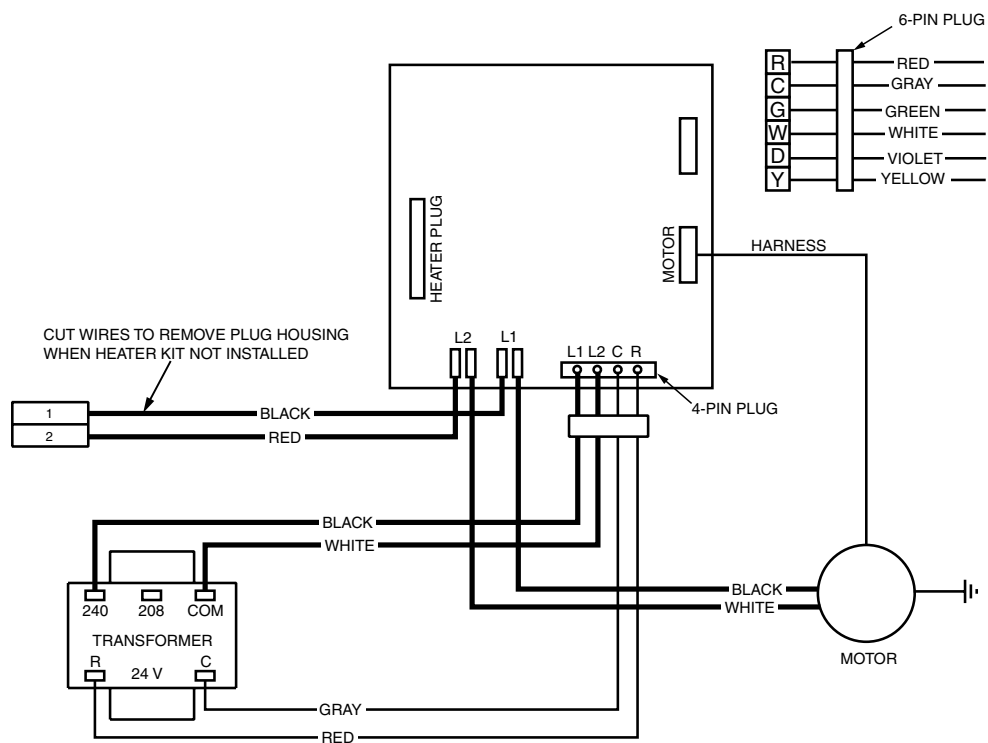 6-PIN PLUG
R
RED
C
GRAY
G
GREEN
W
WHITE
D
VIOLET
Y
YELLOW
HEATER PLUG
MOTOR
HARNESS
CUT WIRES TO REMOVE PLUG HOUSING
WHEN HEATER KIT NOT INSTALLED
L2
L1
L1 L2 C R
4-PIN PLUG
1
BLACK
2
RED
BLACK
WHITE
240
208
COM
TRANSFORMER
R
24 V
C
BLACK
WHITE
MOTOR
GRAY
RED